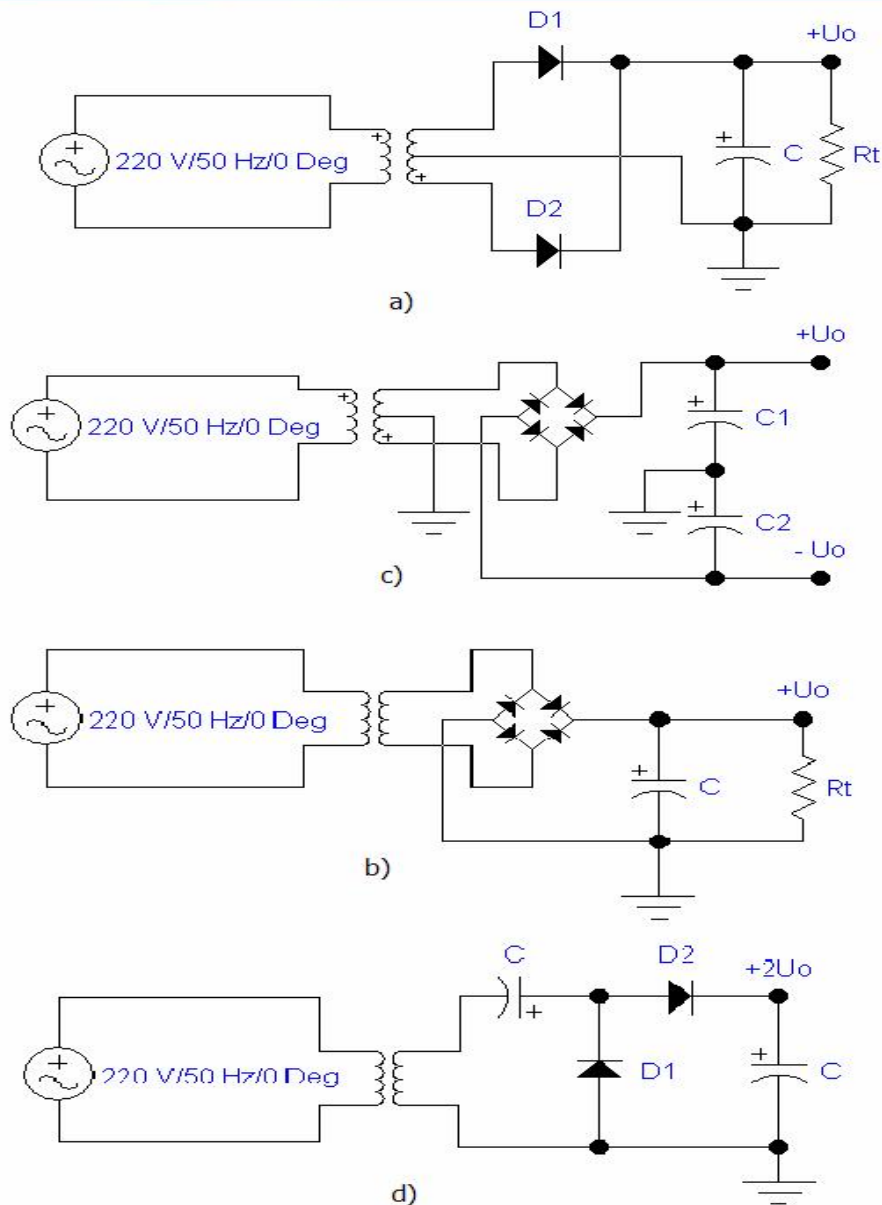 D1
+Uo
+
220 V/50 Hz/0 Deg
+
+
+
C
Rt
D2
a)
+Uo
+
220 V/50 Hz/0 Deg
+
+
+
C1
+
C2
- Uo
c)
+Uo
+
220 V/50 Hz/0 Deg
+
C
Rt
b)
C
D2
+2Uo
+
220 V/50 Hz/0 Deg
+
D1
+
C
d)